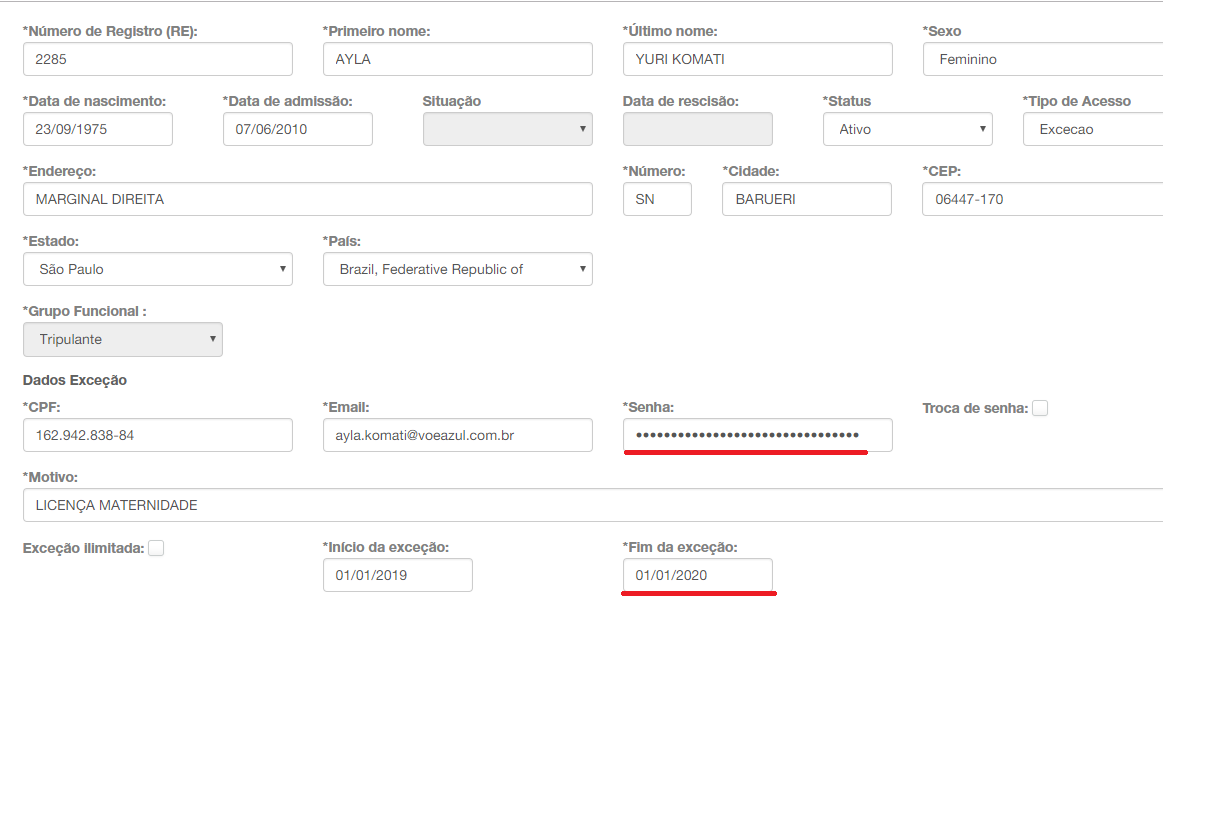 *Número de Registro (RE): *Primeiro nome: *Último nome: *Sexo
2285 AYLA YURI KOMATI Feminino
*Data de nascimento: *Data de admissão: Situação Data de rescisão: *Status *Tipo de Acesso
23/09/1975 07/06/2010 Ativo Excecao
*Endereço: *Número: *Cidade: *CEP:
MARGINAL DIREITA SN BARUERI 06447-170
*Estado: *País:
São Paulo Brazil, Federative Republic of
*Grupo Funcional :
Tripulante
Dados Exceção
*CPF: *Email: *Senha: Troca de senha:
162.942.838-84 ayla.komati@voeazul.com.br ••••••••••••••••••••••••••••••••
*Motivo:
LICENÇA MATERNIDADE
Exceção ilimitada: *Início da exceção: *Fim da exceção:
01/01/2019 01/01/2020